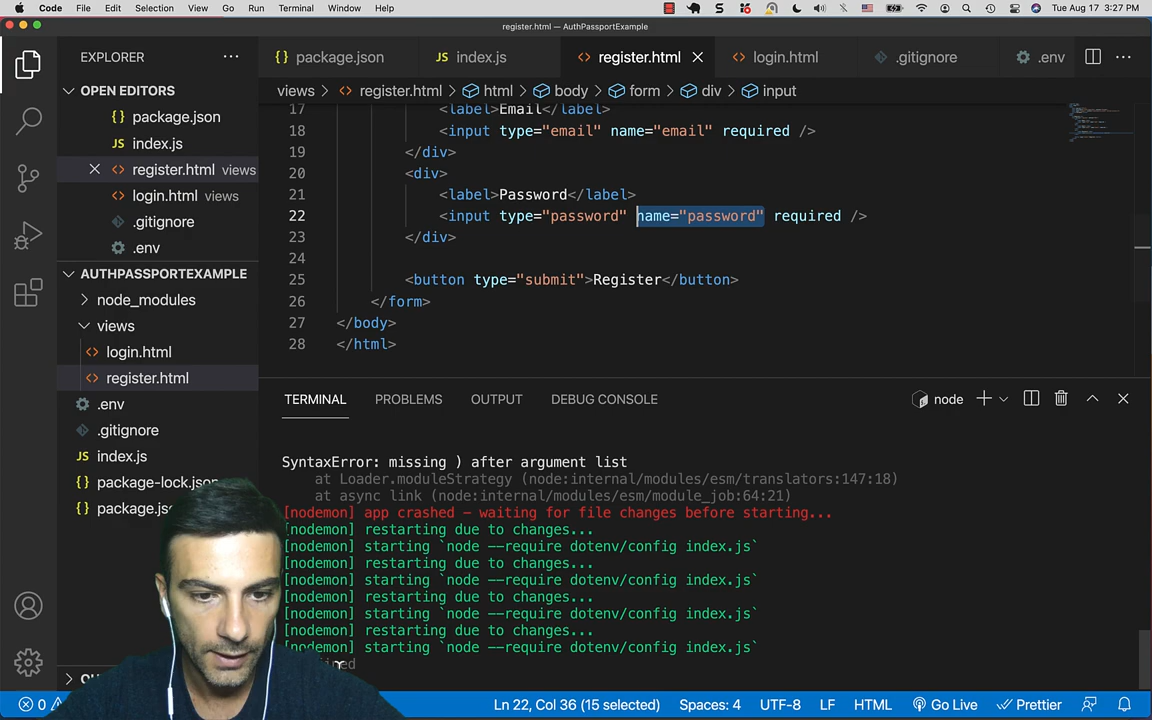 Code File Edit Selection View Go Run Terminal Window Help Tue Aug 17 3:27 PM
register.html — AuthPassportExample
EXPLORER
package.json index.js register.html login.html .gitignore .env
OPEN EDITORS
package.json
index.js
register.html views
login.html views
.gitignore
.env
AUTHPASSPORTEXAMPLE
node_modules
views
login.html
register.html
.env
.gitignore
index.js
package-lock.json
views > register.html > html > body > form > div > input
17 <label>Email</label>
18 <input type="email" name="email" required />
19 </div>
20 <div>
21 <label>Password</label>
22 <input type="password" name="password" required />
23 </div>
24
25 <button type="submit">Register</button>
26 </form>
27 </body>
28 </html>
TERMINAL PROBLEMS OUTPUT DEBUG CONSOLE node
SyntaxError: missing ) after argument list
at Loader.moduleStrategy (node:internal/modules/esm/translators:147:18)
at async link (node:internal/modules/esm/module_job:64:21)
[nodemon] app crashed - waiting for file changes before starting...
[nodemon] restarting due to changes...
[nodemon] starting `node --require dotenv/config index.js`
[nodemon] restarting due to changes...
[nodemon] starting `node --require dotenv/config index.js`
[nodemon] restarting due to changes...
[nodemon] starting `node --require dotenv/config index.js`
[nodemon] restarting due to changes...
[nodemon] starting `node --require dotenv/config index.js`
0 Ln 22, Col 36 (15 selected) Spaces: 4 UTF-8 LF HTML Go Live Prettier